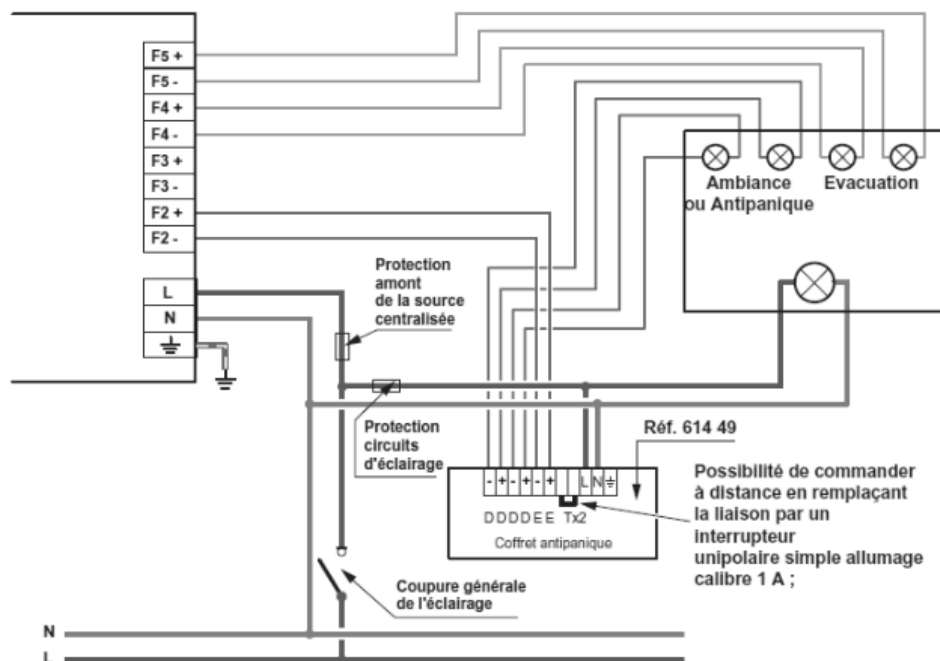 F5 +
F5 -
F4 +
F4 -
F3 +
F3 -
F2 +
F2 -
L
N
Ambiance
ou Antipanique
Evacuation
Protection
amont
de la source
centralisée
Protection
circuits
d'éclairage
Réf. 614 49
- + - + - + L N
D D D D E E Tx2
Coffret antipanique
Possibilité de commander
à distance en remplaçant
la liaison par un
interrupteur
unipolaire simple allumage
calibre 1 A ;
Coupure générale
de l'éclairage
N
L